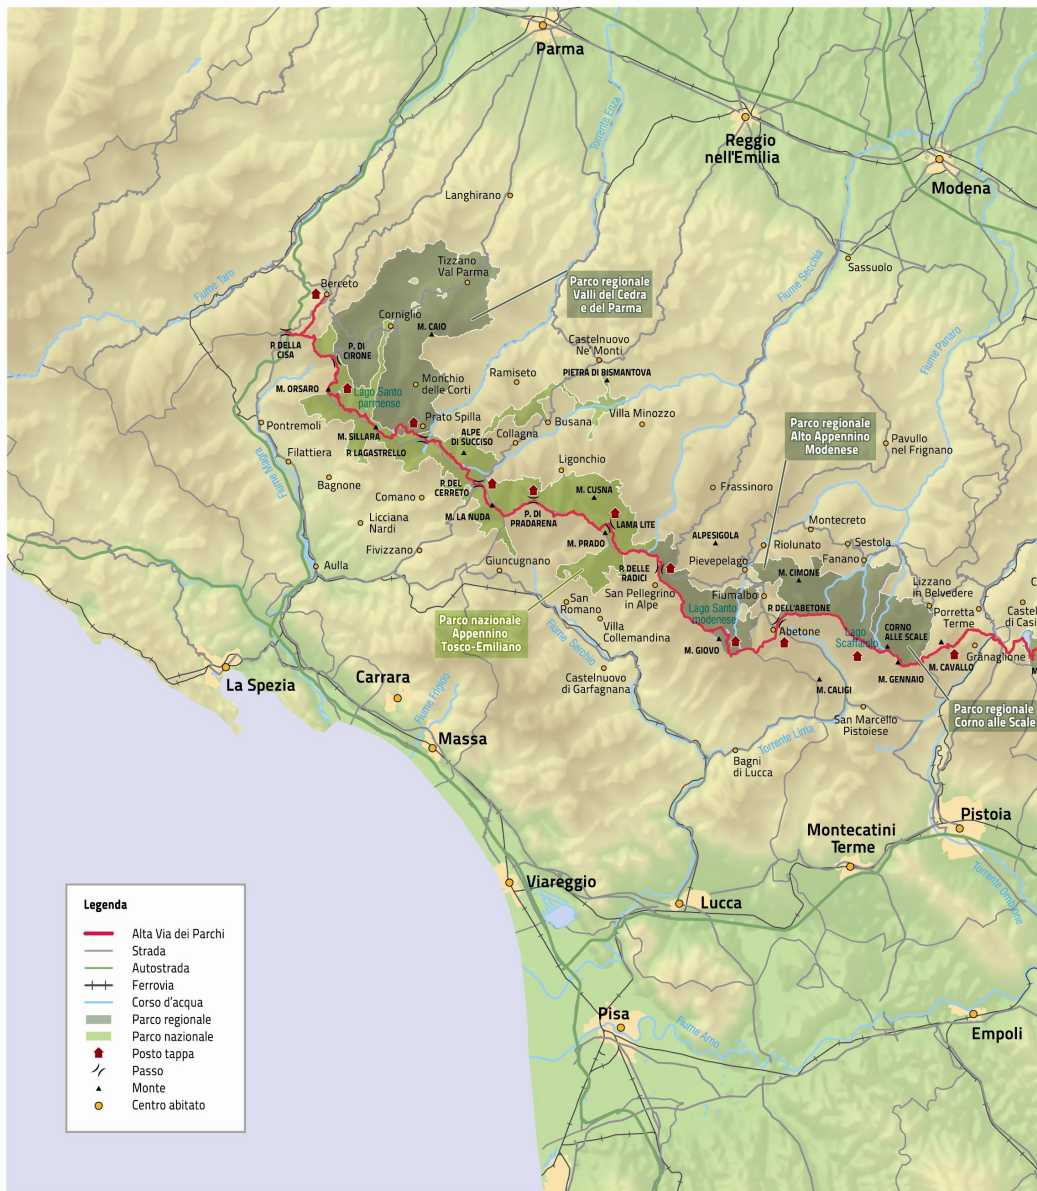 Parma
Torrente Enza
Reggio
nell'Emilia
Modena
Langhirano
Sassuolo
Fiume Taro
Fiume Secchia
Tizzano
Val Parma
Berceto
Parco regionale
Valli del Cedra
e del Parma
Corniglio
M. CAIO
P. DELLA
CISA
P. DI
CIRONE
Castelnuovo
Ne' Monti
Fiume Panaro
PIETRA DI BISMANTOVA
Ramiseto
M. ORSARO
Lago Santo
parmense
Monchio
delle Corti
Villa Minozzo
Pontremoli
Prato Spilla
Busana
Parco regionale
Alto Appennino
Modenese
M. SILLARA
ALPE
DI SUCCISO
Collagna
Pavullo
nel Frignano
Filattiera
P. LAGASTRELLO
Fiume Magra
Ligonchio
Bagnone
P. DEL
CERRETO
M. CUSNA
Frassinoro
Comano
M. LA NUDA
P. DI
PRADARENA
LAMA LITE
Licciana
Nardi
Montecreto
M. PRADO
ALPESIGOLA
Riolunato
Sestola
Fivizzano
Fanano
Giuncugnano
P. DELLE
RADICI
Pievepelago
Aulla
M. CIMONE
Lizzano
in Belvedere
San Pellegrino
in Alpe
Fiumalbo
San
Romano
Lago Santo
modenese
P. DELL'ABETONE
Porretta
Terme
Castel
di Casi
Parco nazionale
Appennino
Tosco-Emiliano
Villa
Collemandina
Abetone
Lago
Scaffaiolo
CORNO
ALLE SCALE
Fiume Serchio
M. GIOVO
Granaglione
M. CAVALLO
M. GENNAIO
Castelnuovo
di Garfagnana
La Spezia
Carrara
M. CALIGI
Fiume Frigido
Parco regionale
Corno alle Scale
San Marcello
Pistoiese
Massa
Torrente Lima
Bagni
di Lucca
Pistoia
Montecatini
Terme
Viareggio
Lucca
Torrente Ombrone
Legenda
Alta Via dei Parchi
Strada
Autostrada
Ferrovia
Corso d'acqua
Parco regionale
Parco nazionale
Posto tappa
Passo
Monte
Centro abitato
Pisa
Fiume Arno
Empoli